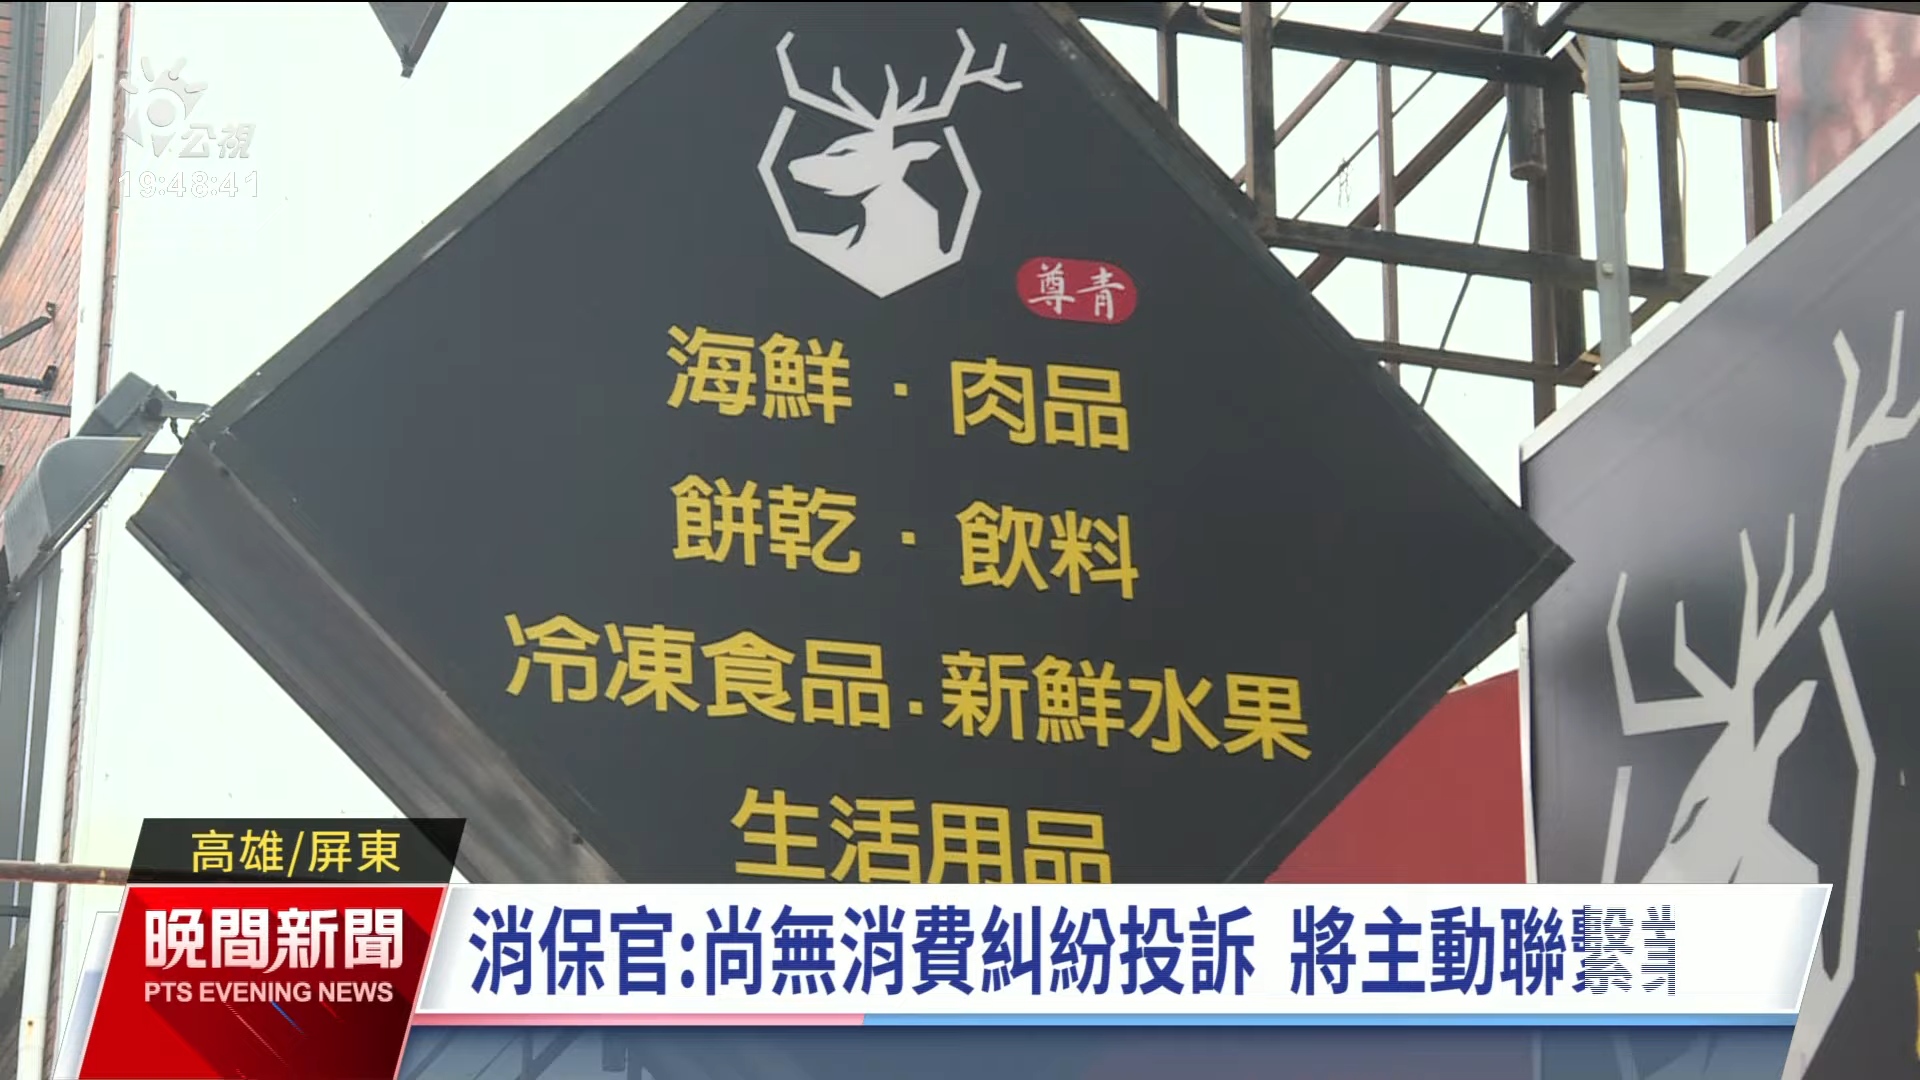 公視
19:48:41
尊青
海鮮·肉品
餅乾·飲料
冷凍食品·新鮮水果
生活用品
高雄/屏東
晚間新聞
PTS EVENING NEWS
消保官:尚無消費糾紛投訴 將主動聯繫